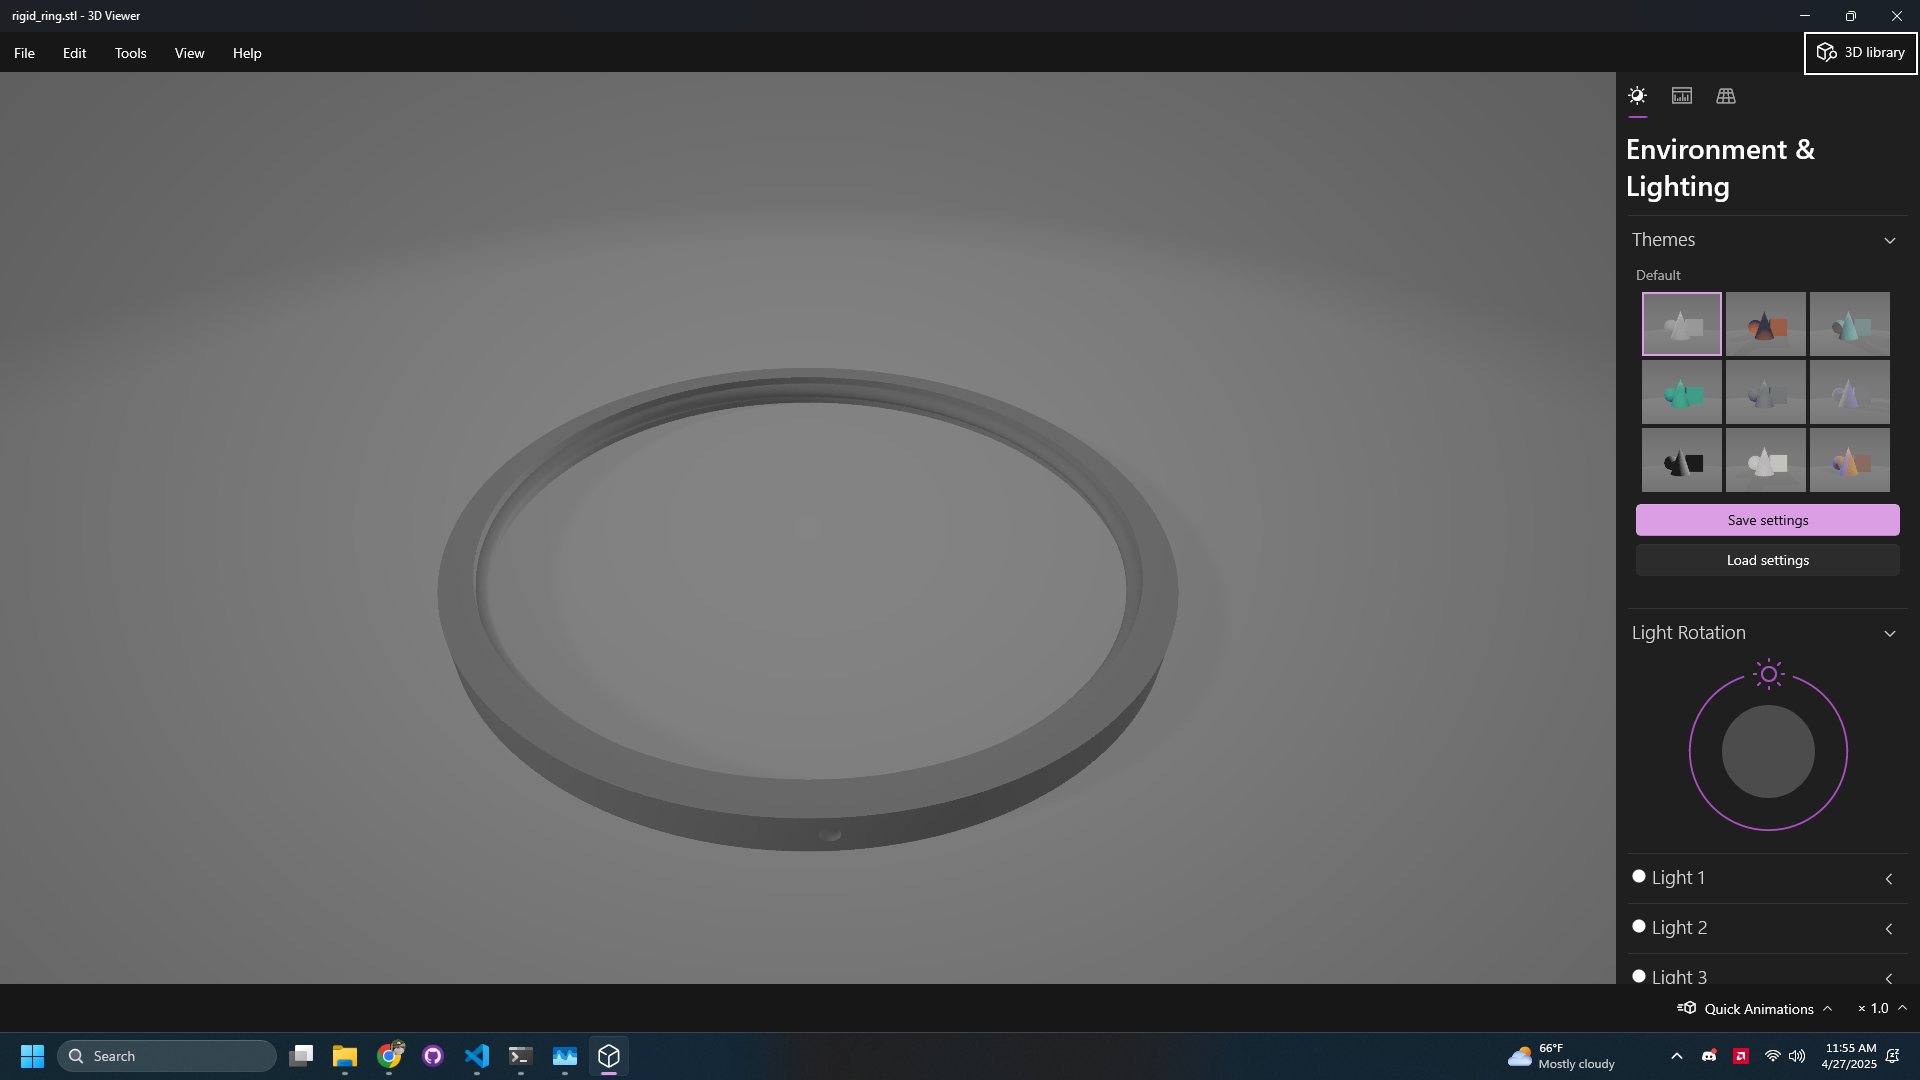 rigid_ring.stl - 3D Viewer
File Edit Tools View Help
3D library
Environment &
Lighting
Themes
Default
Save settings
Load settings
Light Rotation
Light 1
Light 2
Light 3
Quick Animations × 1.0
Search
66°F
Mostly cloudy
11:55 AM
4/27/2025